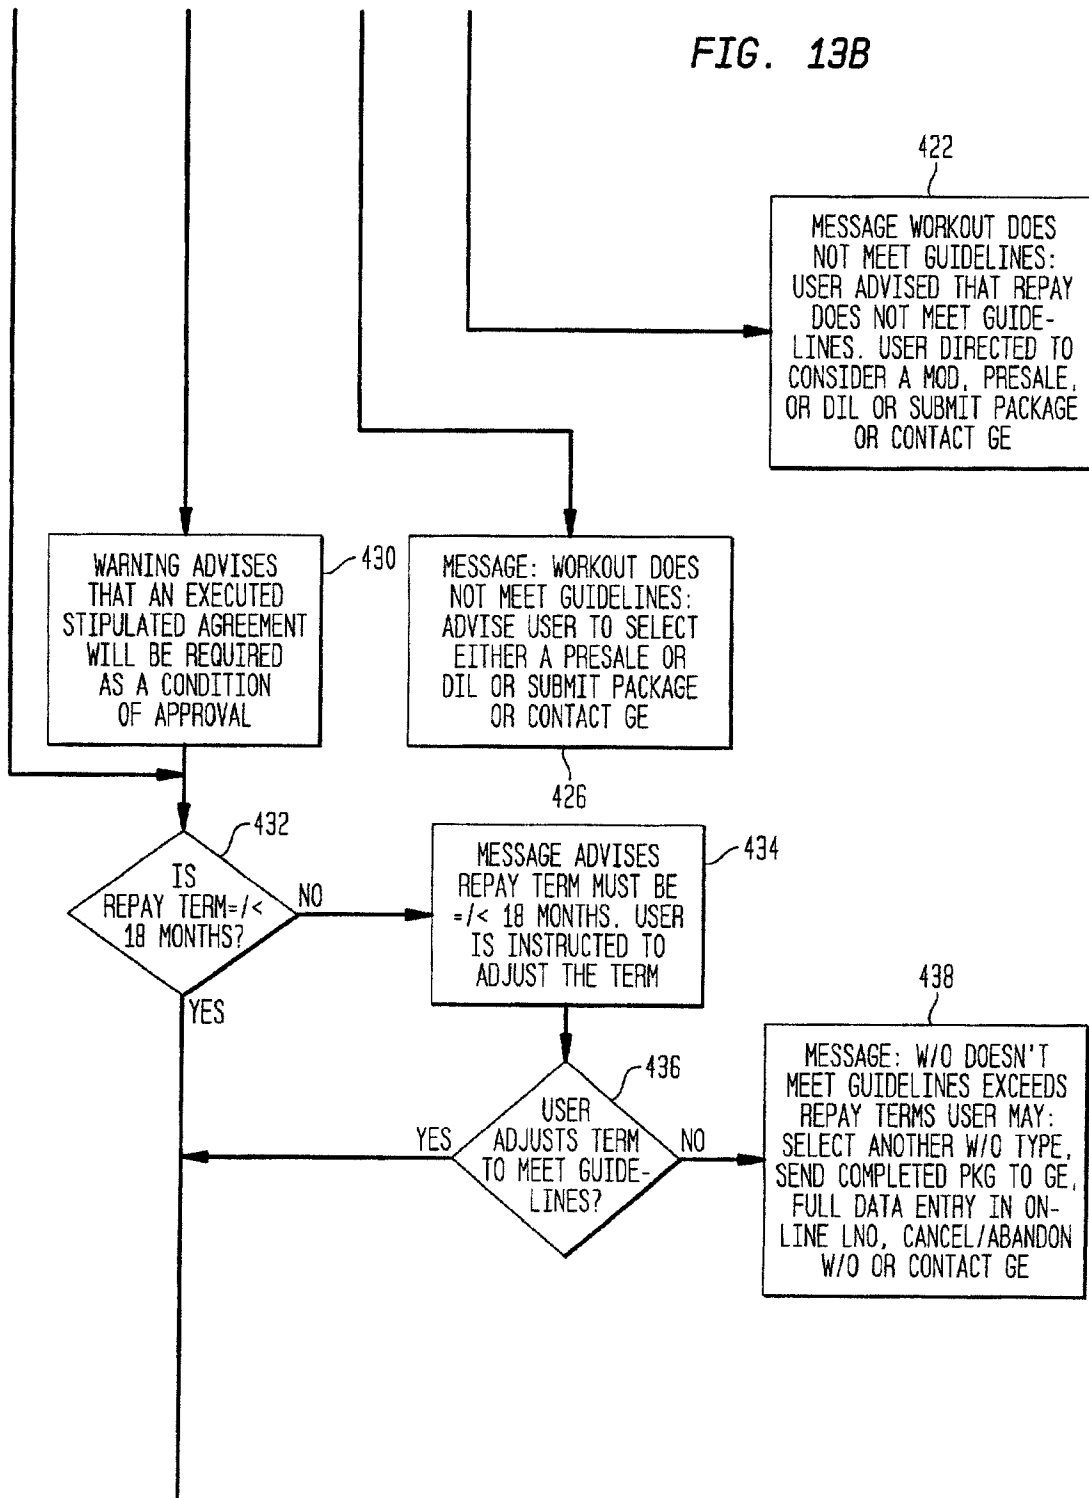 FIG. 13B
422
MESSAGE WORKOUT DOES
NOT MEET GUIDELINES:
USER ADVISED THAT REPAY
DOES NOT MEET GUIDE-
LINES. USER DIRECTED TO
CONSIDER A MOD, PRESALE,
OR DIL OR SUBMIT PACKAGE
OR CONTACT GE
WARNING ADVISES
THAT AN EXECUTED
STIPULATED AGREEMENT
WILL BE REQUIRED
AS A CONDITION
OF APPROVAL
430
MESSAGE: WORKOUT DOES
NOT MEET GUIDELINES:
ADVISE USER TO SELECT
EITHER A PRESALE OR
DIL OR SUBMIT PACKAGE
OR CONTACT GE
426
432
IS
REPAY TERM=/<
18 MONTHS?
NO
YES
MESSAGE ADVISES
REPAY TERM MUST BE
=/< 18 MONTHS. USER
IS INSTRUCTED TO
ADJUST THE TERM
434
436
USER
ADJUSTS TERM
TO MEET GUIDE-
LINES?
YES
NO
438
MESSAGE: W/O DOESN'T
MEET GUIDELINES EXCEEDS
REPAY TERMS USER MAY:
SELECT ANOTHER W/O TYPE,
SEND COMPLETED PKG TO GE,
FULL DATA ENTRY IN ON-
LINE LNO, CANCEL/ABANDON
W/O OR CONTACT GE